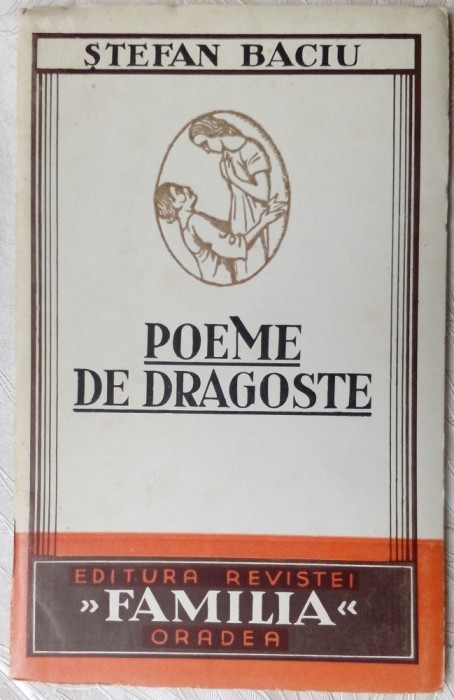 ȘTEFAN BACIU
POEME
DE DRAGOSTE
EDITURA REVISTEI
»FAMILIA«
ORADEA